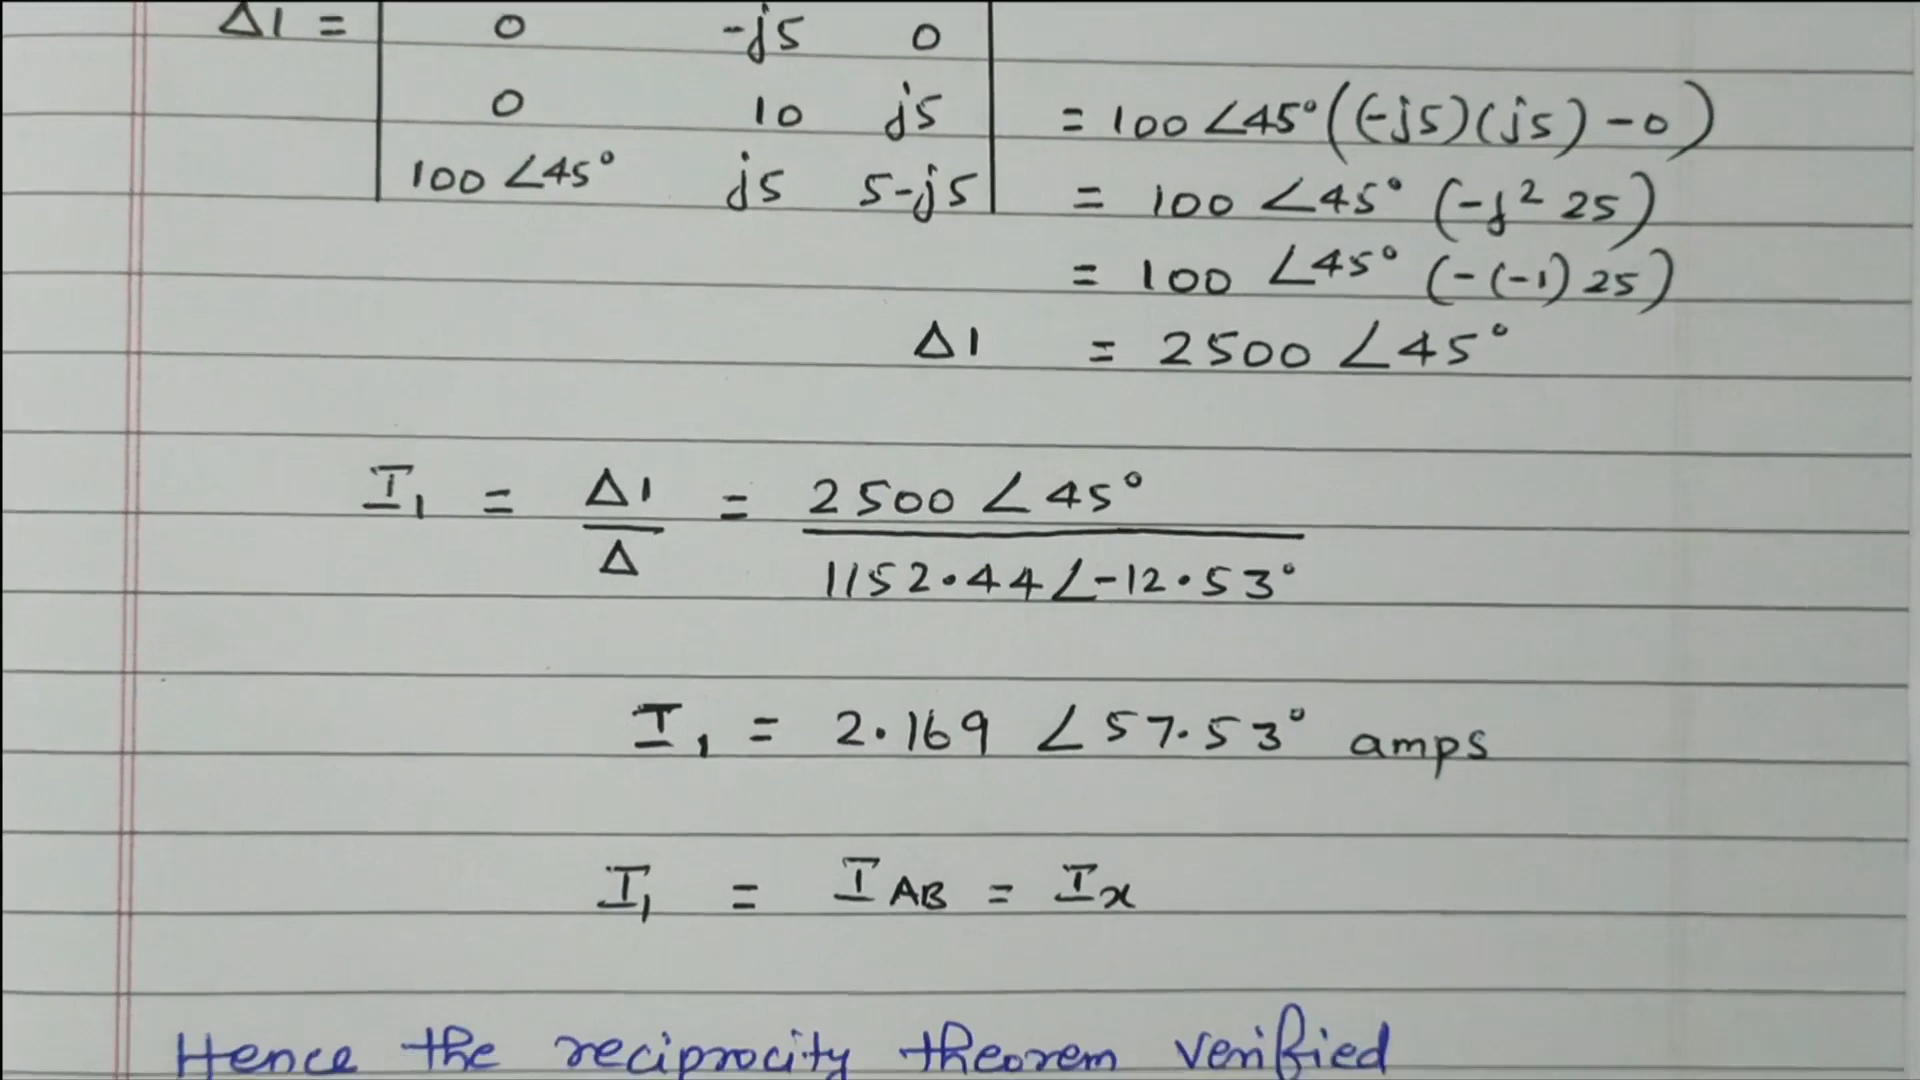 Δ1 = | 0 -j5 0 |
| 0 10 j5 | = 100 ∠45° ((-j5)(j5) - 0)
| 100 ∠45° j5 5-j5 | = 100 ∠45° (-j² 25)
= 100 ∠45° (-(-1) 25)
Δ1 = 2500 ∠45°
I₁ = Δ1/Δ = 2500 ∠45° / 1152.44 ∠-12.53°
I₁ = 2.169 ∠57.53° amps
I₁ = I AB = I x
Hence the reciprocity theorem verified